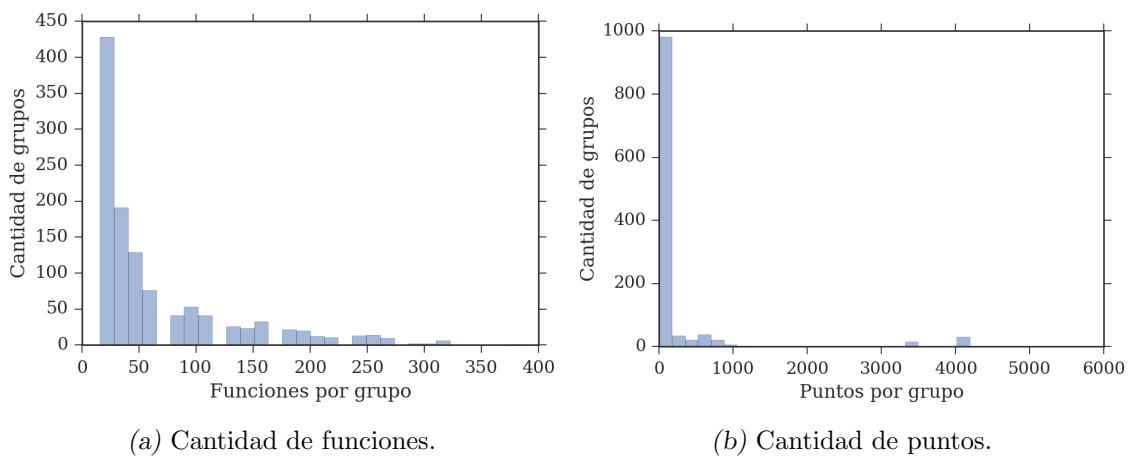 450
400
350
300
250
200
150
100
50
0
Cantidad de grupos
0 50 100 150 200 250 300 350 400
Funciones por grupo
(a) Cantidad de funciones.
1000
800
600
400
200
0
Cantidad de grupos
0 1000 2000 3000 4000 5000 6000
Puntos por grupo
(b) Cantidad de puntos.